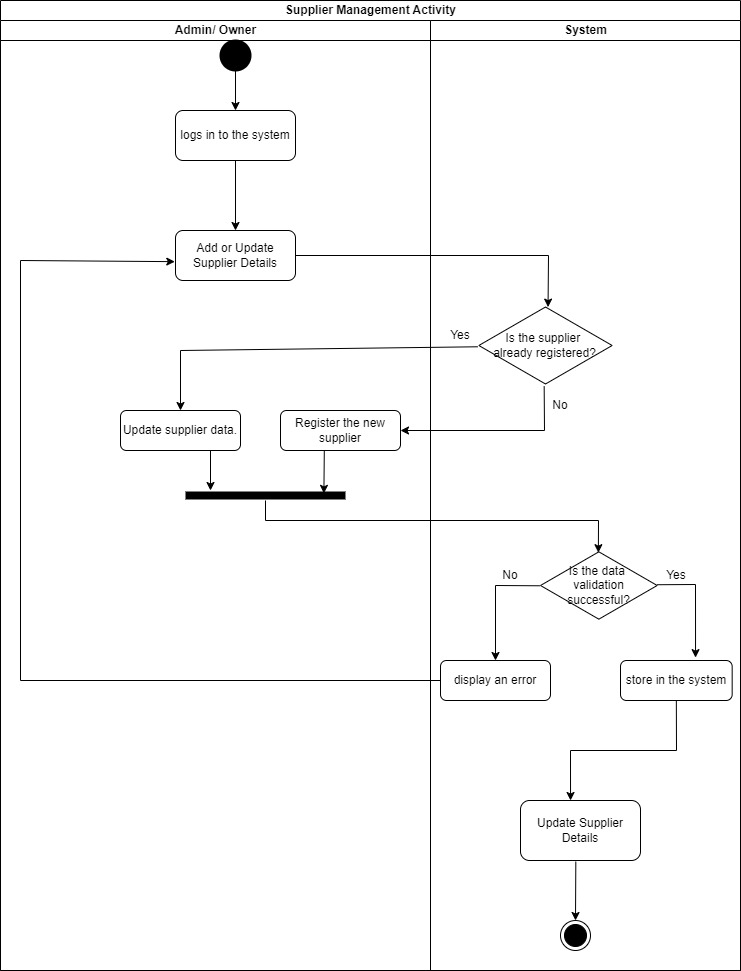 Supplier Management Activity
Admin/ Owner
System
logs in to the system
Add or Update
Supplier Details
Is the supplier
already registered?
Yes
No
Update supplier data.
Register the new
supplier
Is the data
validation
successful?
No
Yes
display an error
store in the system
Update Supplier
Details